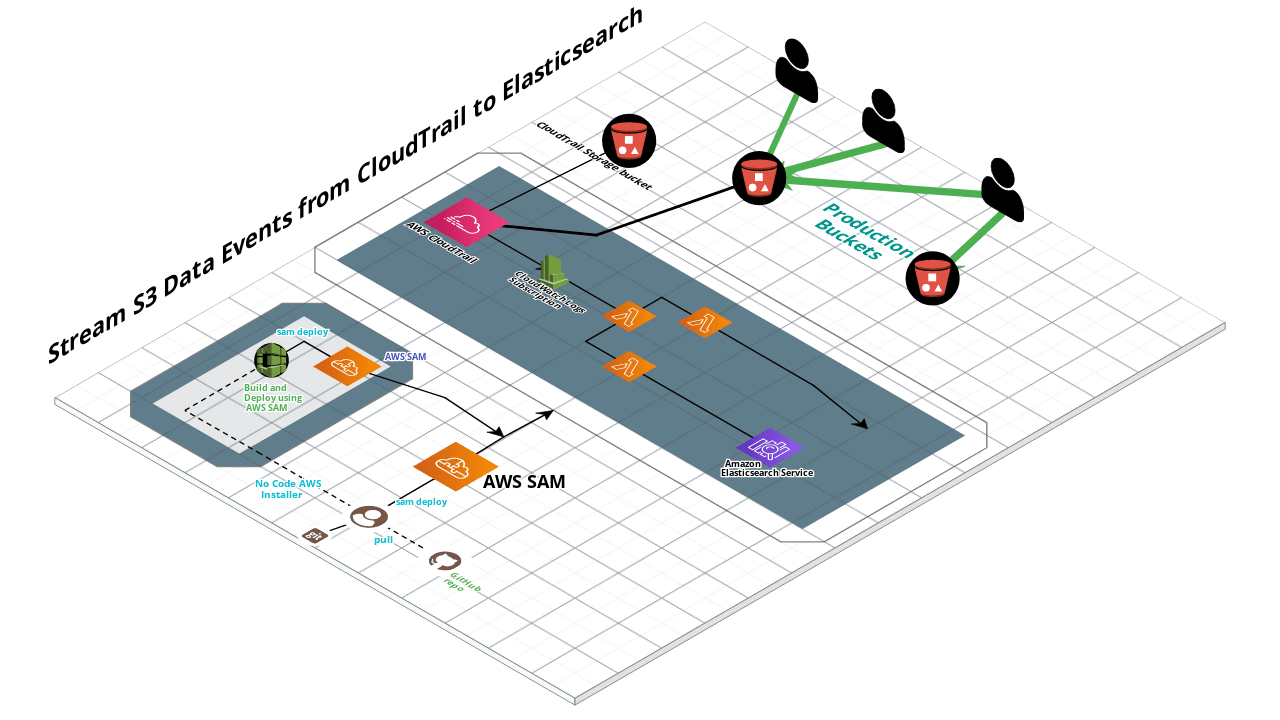 Stream S3 Data Events from CloudTrail to Elasticsearch
CloudTrail Storage bucket
AWS CloudTrail
CloudWatchLogs
Subscription
Production
Buckets
sam deploy
AWS SAM
Build and
Deploy using
AWS SAM
Amazon
Elasticsearch Service
No Code AWS
Installer
AWS SAM
sam deploy
git
pull
GitHub
repo